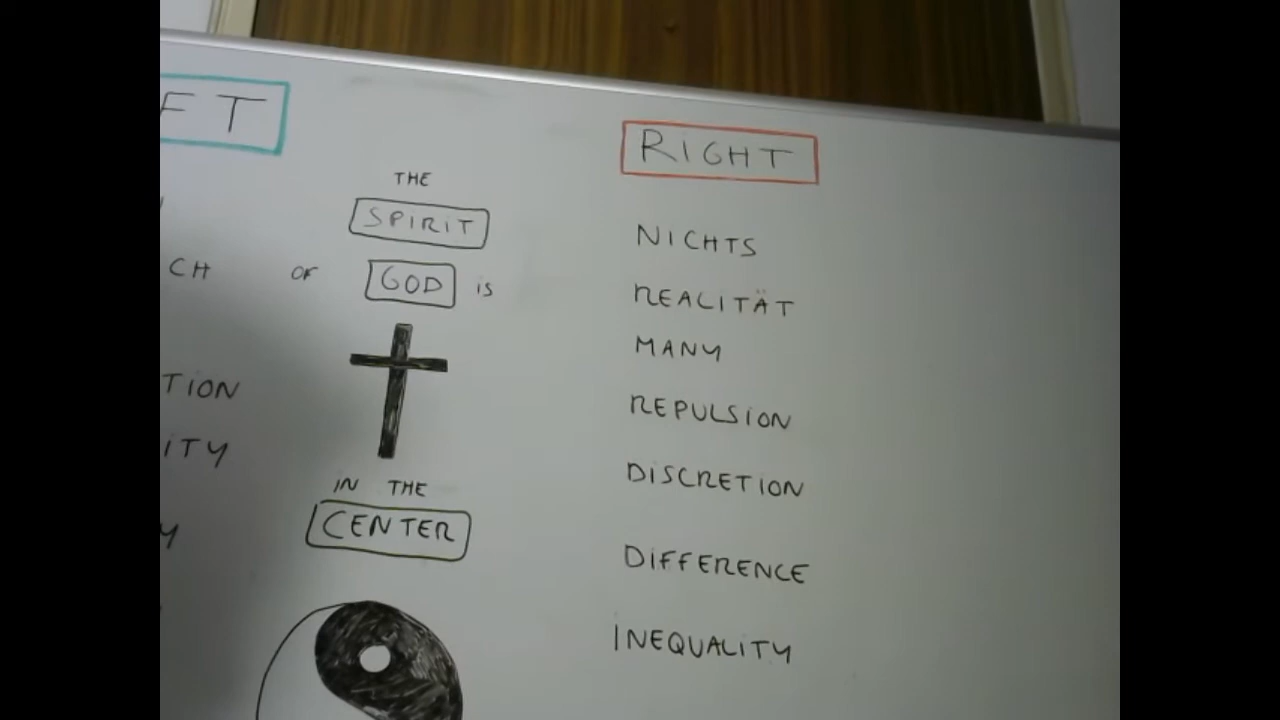 FT
RIGHT
THE
SPIRIT
CH OF GOD IS
NICHTS
REALITÄT
MANY
REPULSION
TION
ITY
IN THE
CENTER
DISCRETION
Y
DIFFERENCE
INEQUALITY